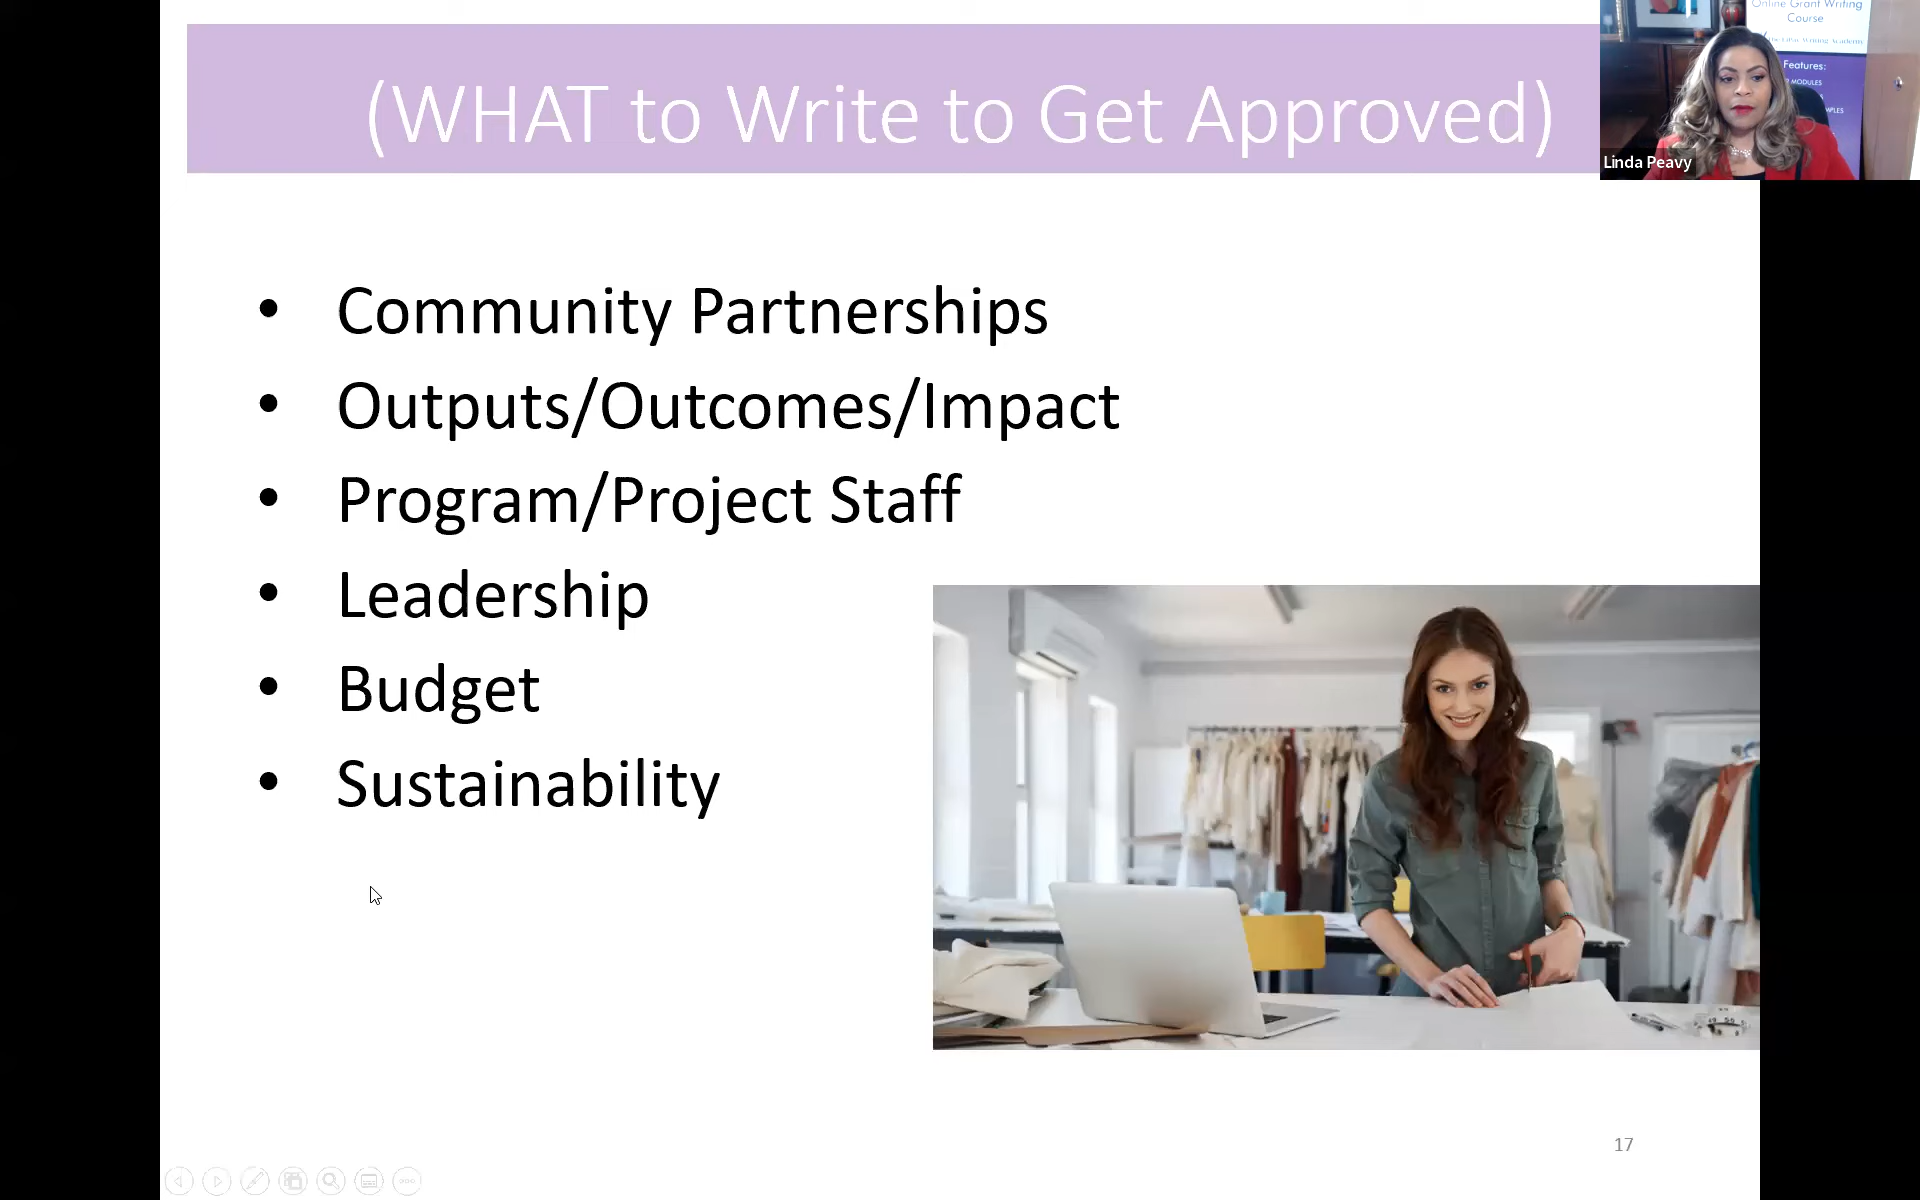 (WHAT to Write to Get Approved)
Online Grant Writing
Course
Features:
MODULES
Linda Peavy
• Community Partnerships
• Outputs/Outcomes/Impact
• Program/Project Staff
• Leadership
• Budget
• Sustainability
17